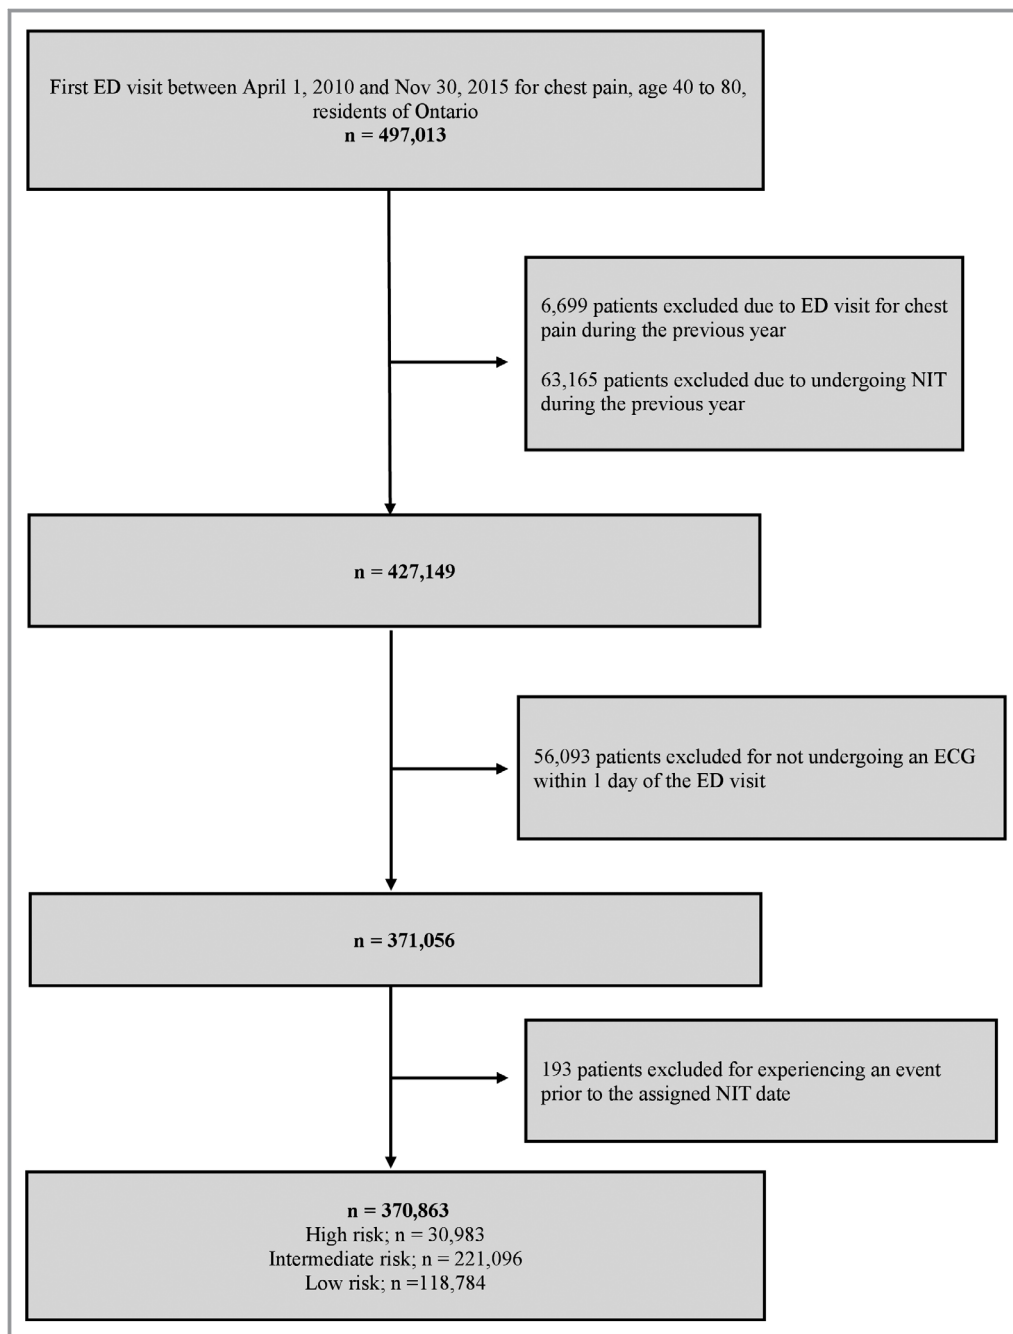 First ED visit between April 1, 2010 and Nov 30, 2015 for chest pain, age 40 to 80,
residents of Ontario
n = 497,013
6,699 patients excluded due to ED visit for chest
pain during the previous year
63,165 patients excluded due to undergoing NIT
during the previous year
n = 427,149
56,093 patients excluded for not undergoing an ECG
within 1 day of the ED visit
n = 371,056
193 patients excluded for experiencing an event
prior to the assigned NIT date
n = 370,863
High risk; n = 30,983
Intermediate risk; n = 221,096
Low risk; n =118,784